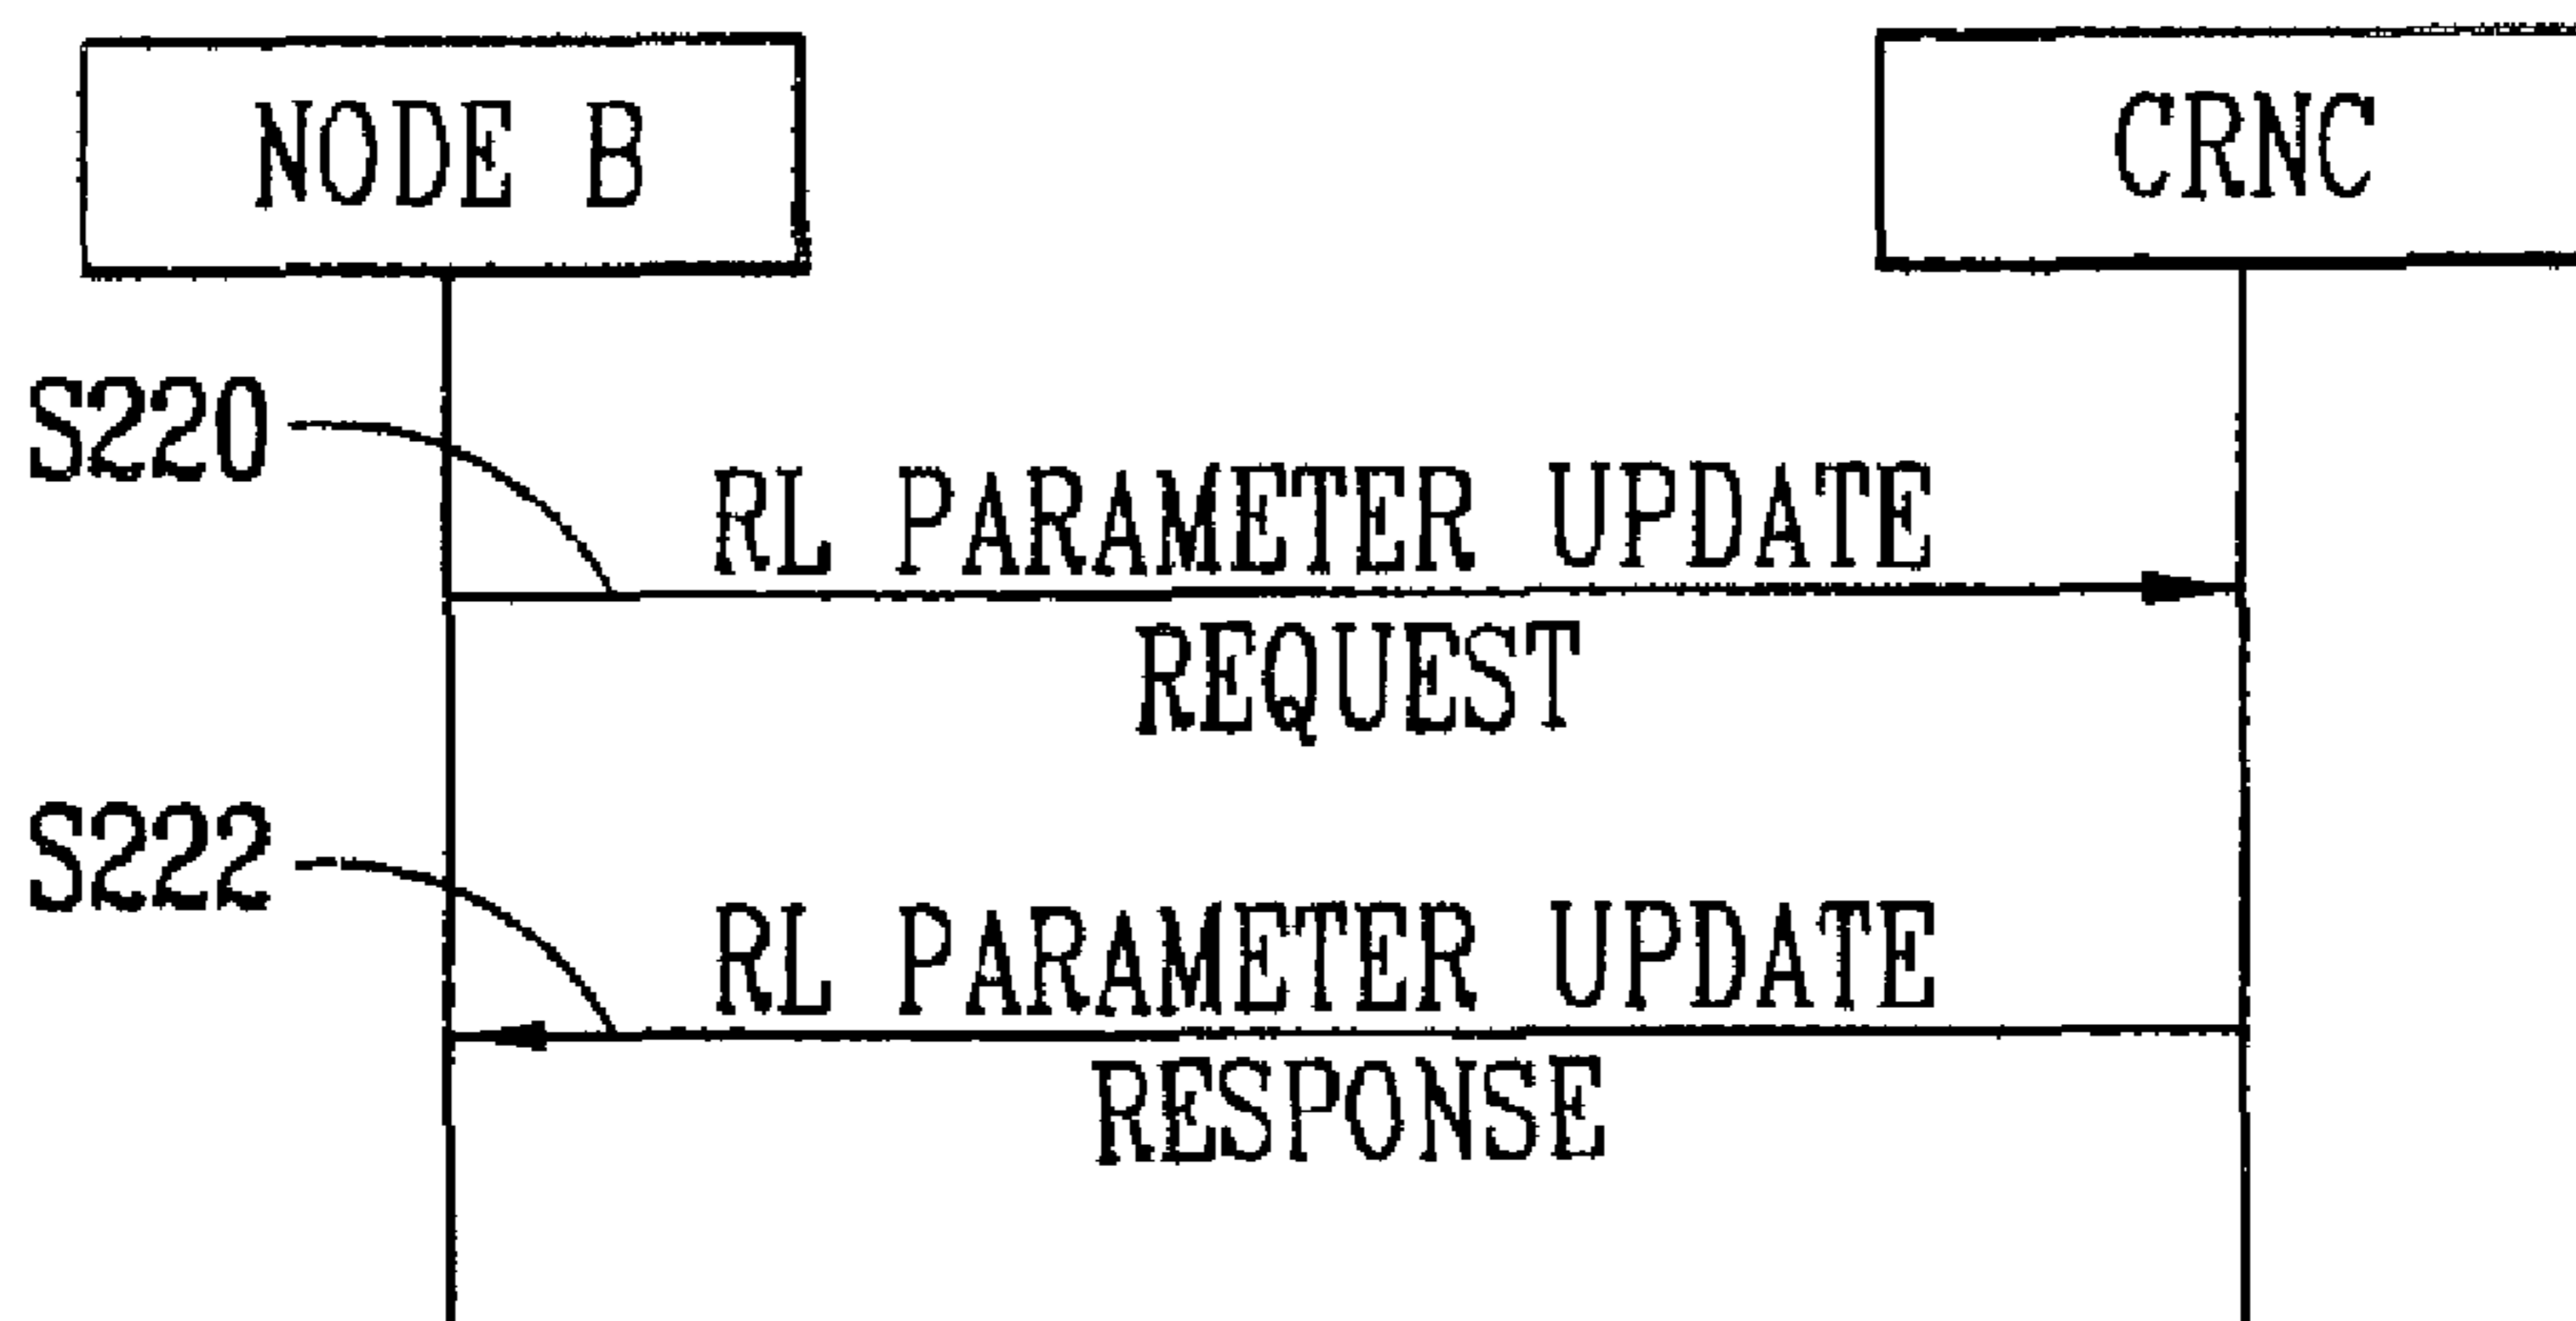 NODE B
CRNC
S220
RL PARAMETER UPDATE
REQUEST
S222
RL PARAMETER UPDATE
RESPONSE